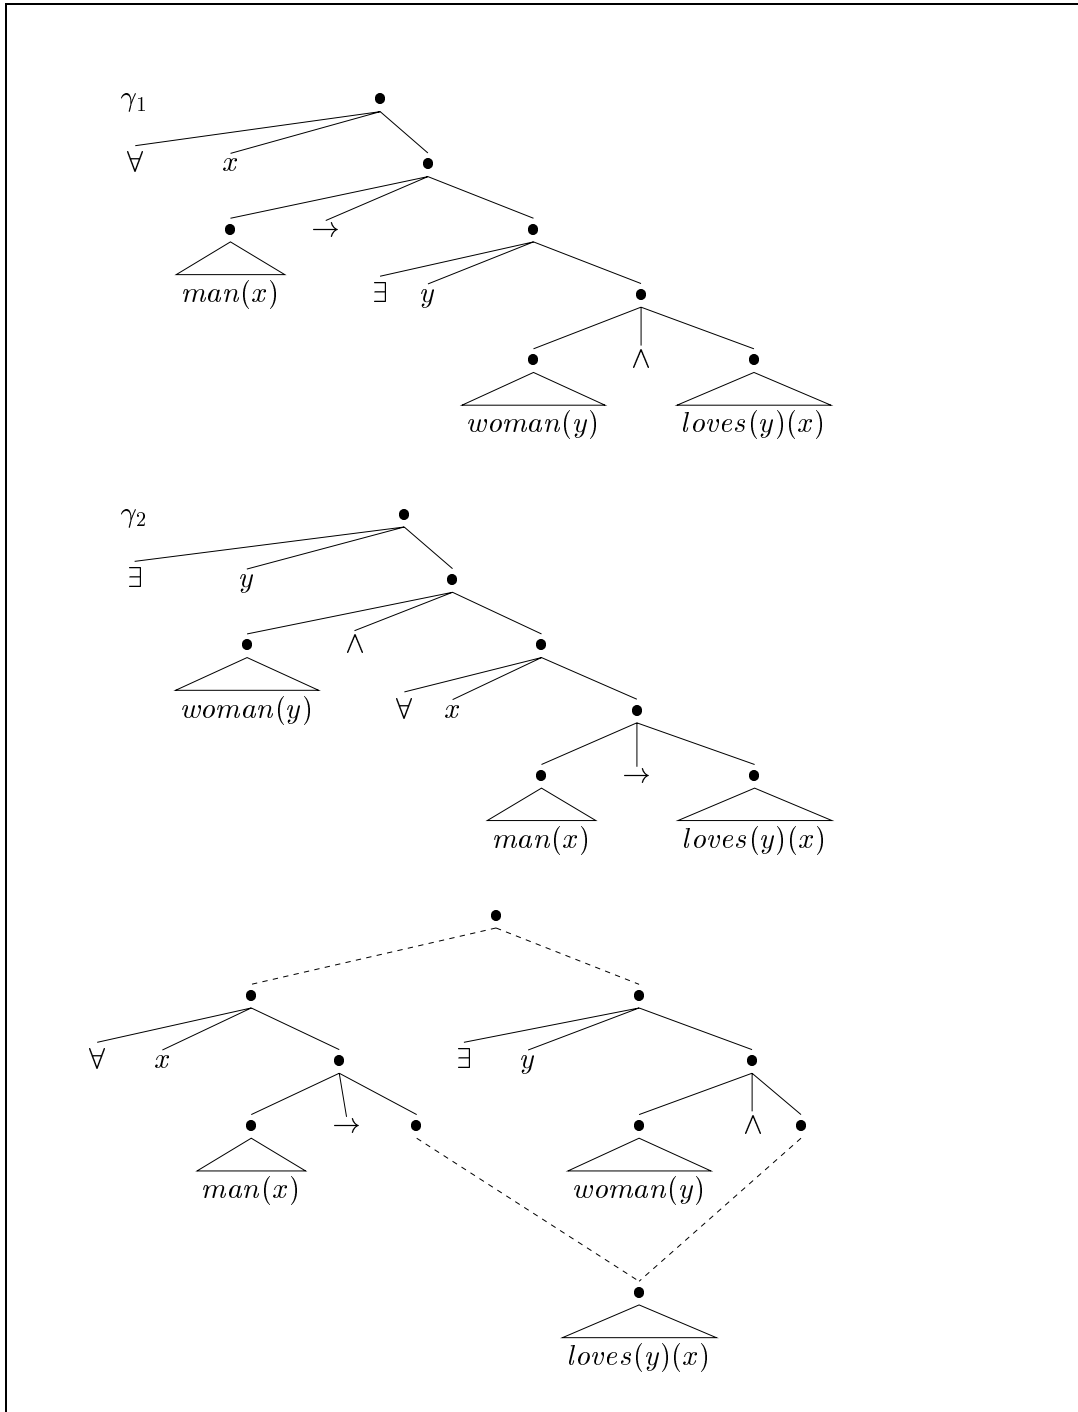 γ₁
∀ x
man(x) →
∃ y
∧
woman(y) loves(y)(x)
γ₂
∃ y
∧
woman(y) ∀ x
→
man(x) loves(y)(x)
∀ x ∃ y
→ ∧
man(x) woman(y)
loves(y)(x)